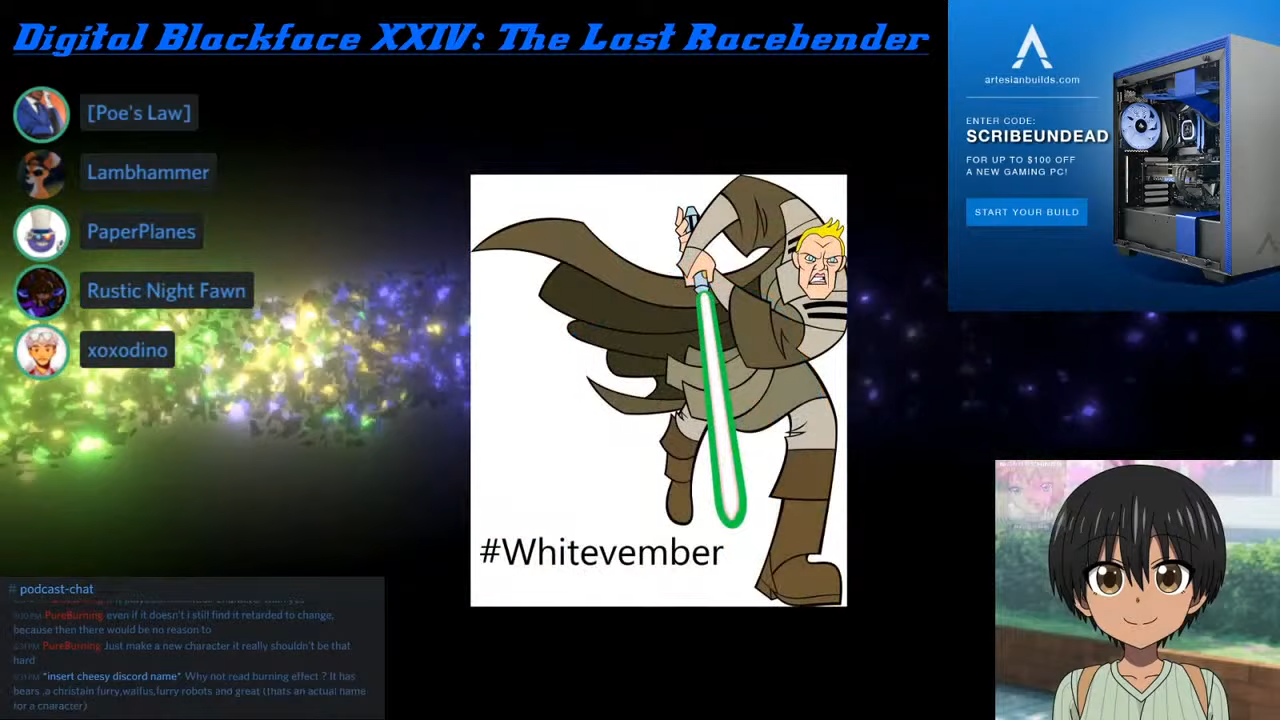 Digital Blackface XXIV: The Last Racebender
artesianbuilds.com
ENTER CODE:
SCRIBEUNDEAD
FOR UP TO $100 OFF
A NEW GAMING PC!
START YOUR BUILD
[Poe's Law]
Lambhammer
PaperPlanes
Rustic Night Fawn
xoxodino
#Whitevember
# podcast-chat
PureBurning even if it doesn't i still find it retarded to change,
because then there would be no reason to
PureBurning Just make a new character it really shouldn't be that
hard
*insert cheesy discord name* Why not read burning effect ? It has
bears ,a christain furry,waifus,furry robots and great (thats an actual name
for a character)